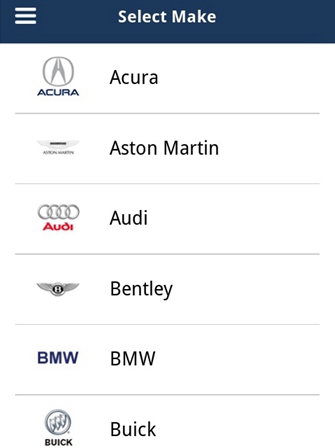 Select Make
ACURA Acura
ASTON MARTIN Aston Martin
Audi Audi
B Bentley
BMW BMW
BUICK Buick